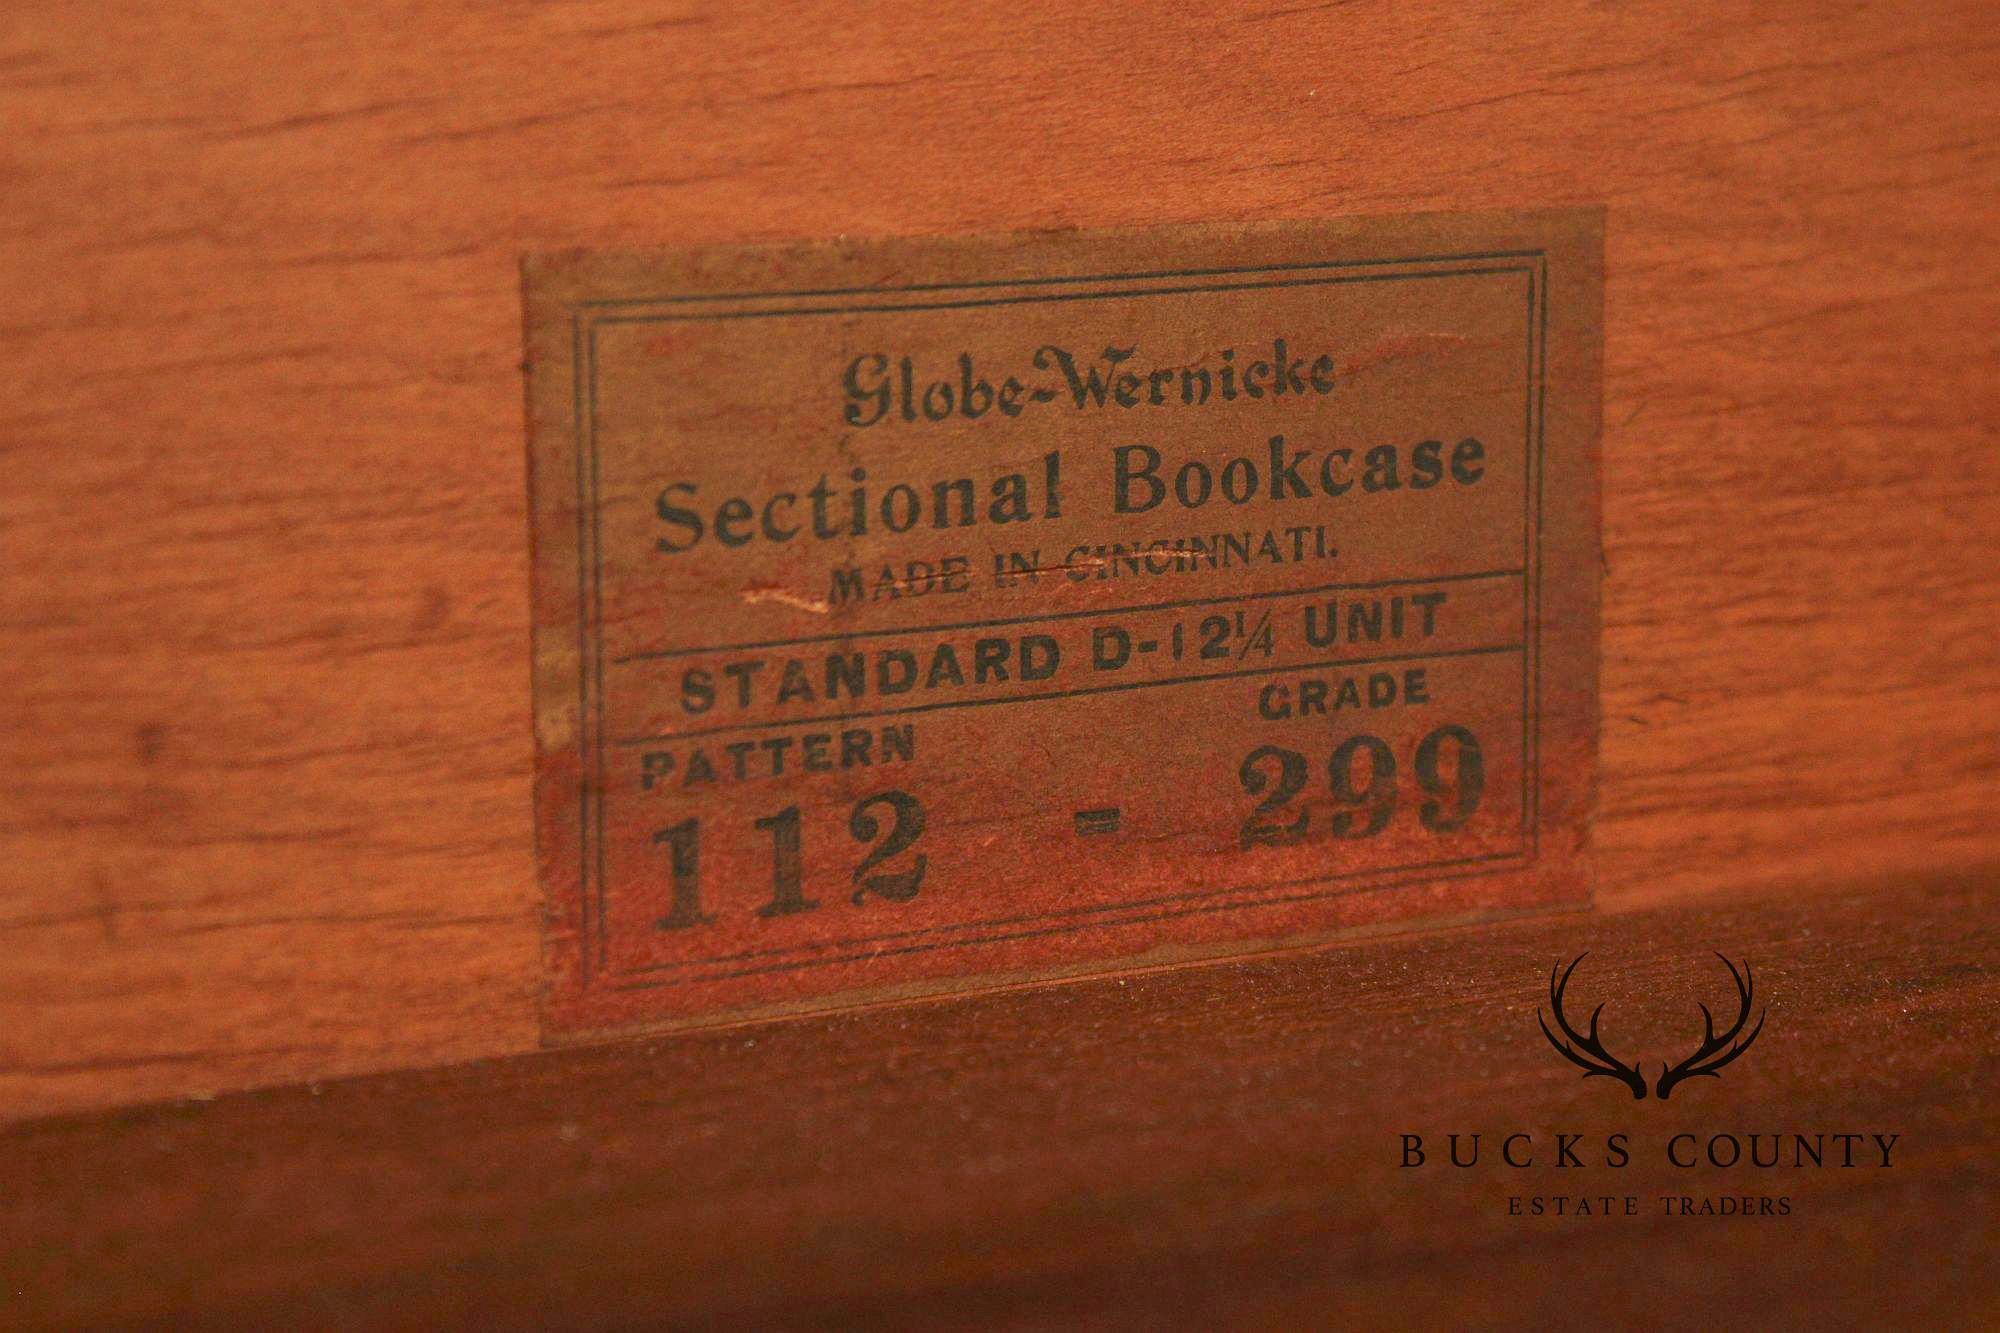 Globe-Wernicke
Sectional Bookcase
MADE IN CINCINNATI.
STANDARD D-12¼ UNIT
PATTERN GRADE
112 = 299
BUCKS COUNTY
ESTATE TRADERS